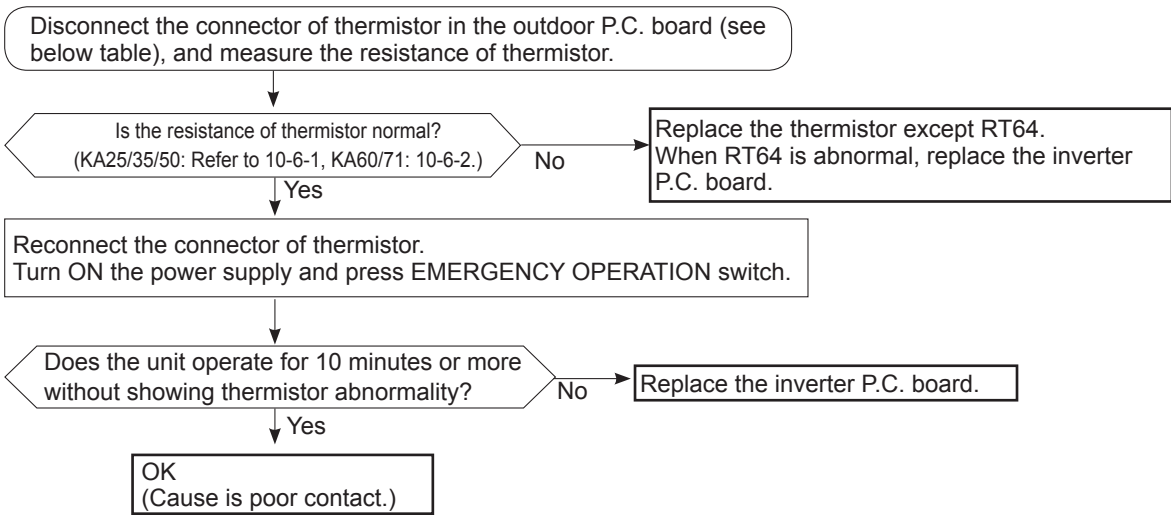 Disconnect the connector of thermistor in the outdoor P.C. board (see
below table), and measure the resistance of thermistor.
Is the resistance of thermistor normal?
(KA25/35/50: Refer to 10-6-1, KA60/71: 10-6-2.)
No
Replace the thermistor except RT64.
When RT64 is abnormal, replace the inverter
P.C. board.
Yes
Reconnect the connector of thermistor.
Turn ON the power supply and press EMERGENCY OPERATION switch.
Does the unit operate for 10 minutes or more
without showing thermistor abnormality?
No
Replace the inverter P.C. board.
Yes
OK
(Cause is poor contact.)